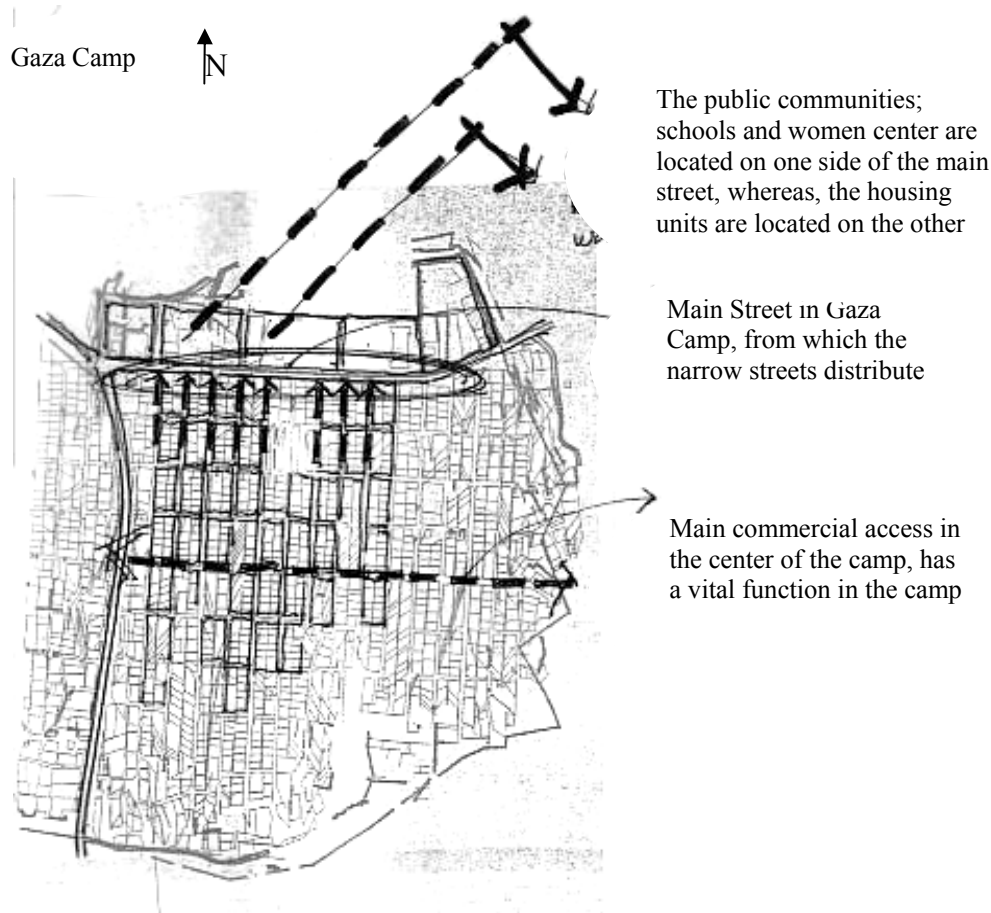 Gaza Camp
N
The public communities;
schools and women center are
located on one side of the main
street, whereas, the housing
units are located on the other
Main Street in Gaza
Camp, from which the
narrow streets distribute
Main commercial access in
the center of the camp, has
a vital function in the camp